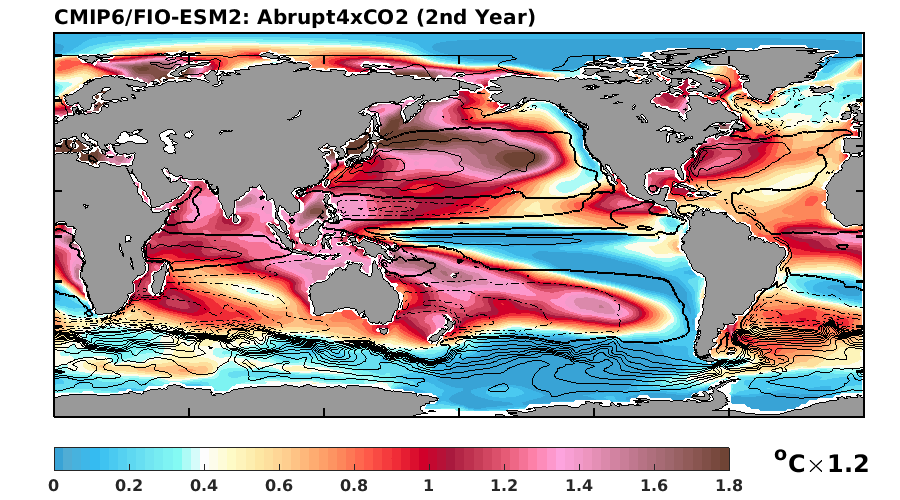 CMIP6/FIO-ESM2: Abrupt4xCO2 (2nd Year)
0 0.2 0.4 0.6 0.8 1 1.2 1.4 1.6 1.8
°C×1.2